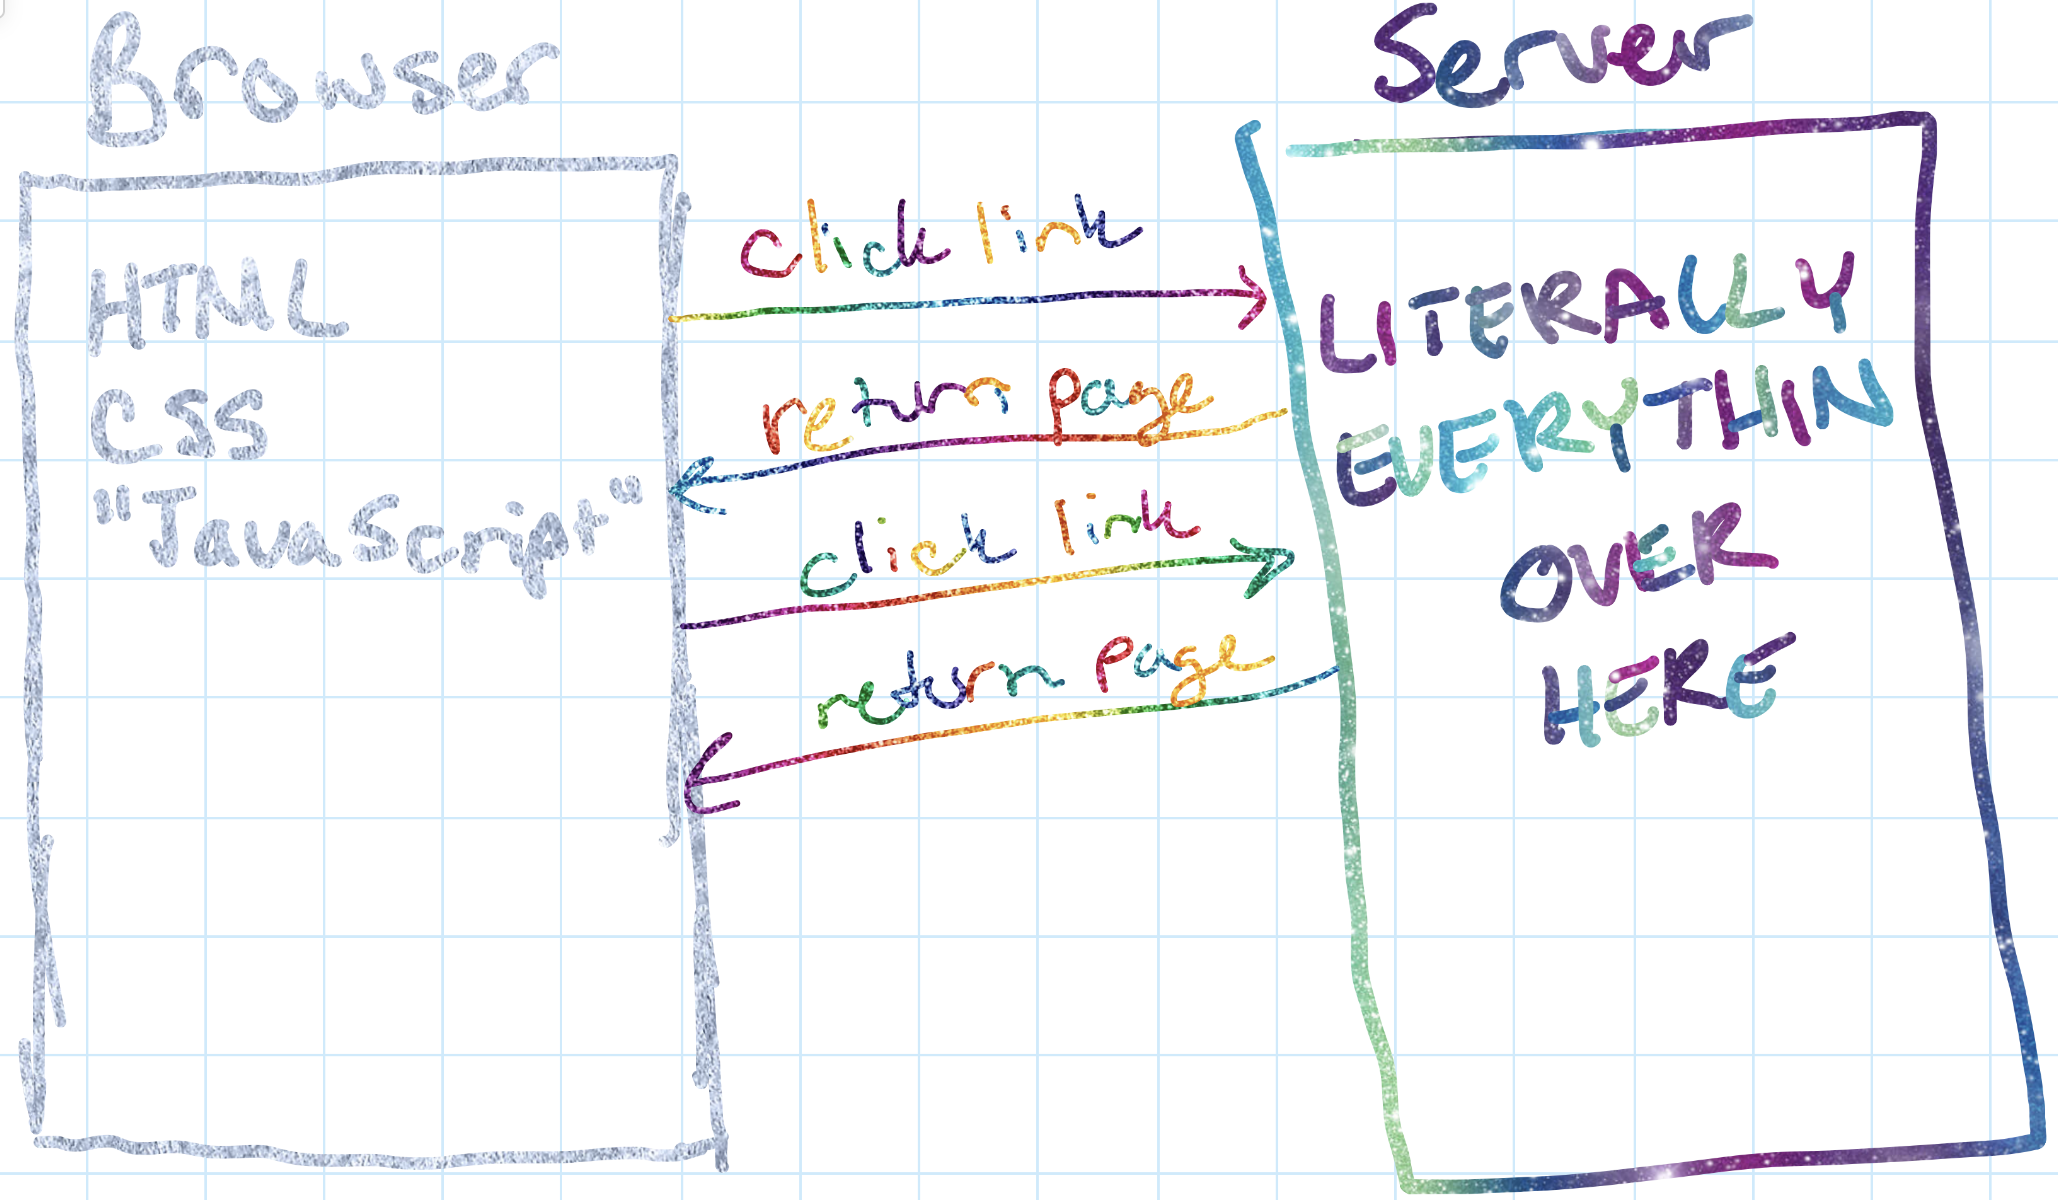 Browser
HTML
CSS
"JavaScript"
click link
return page
click link
return page
Server
LITERALLY
EVERYTHIN
OVER
HERE